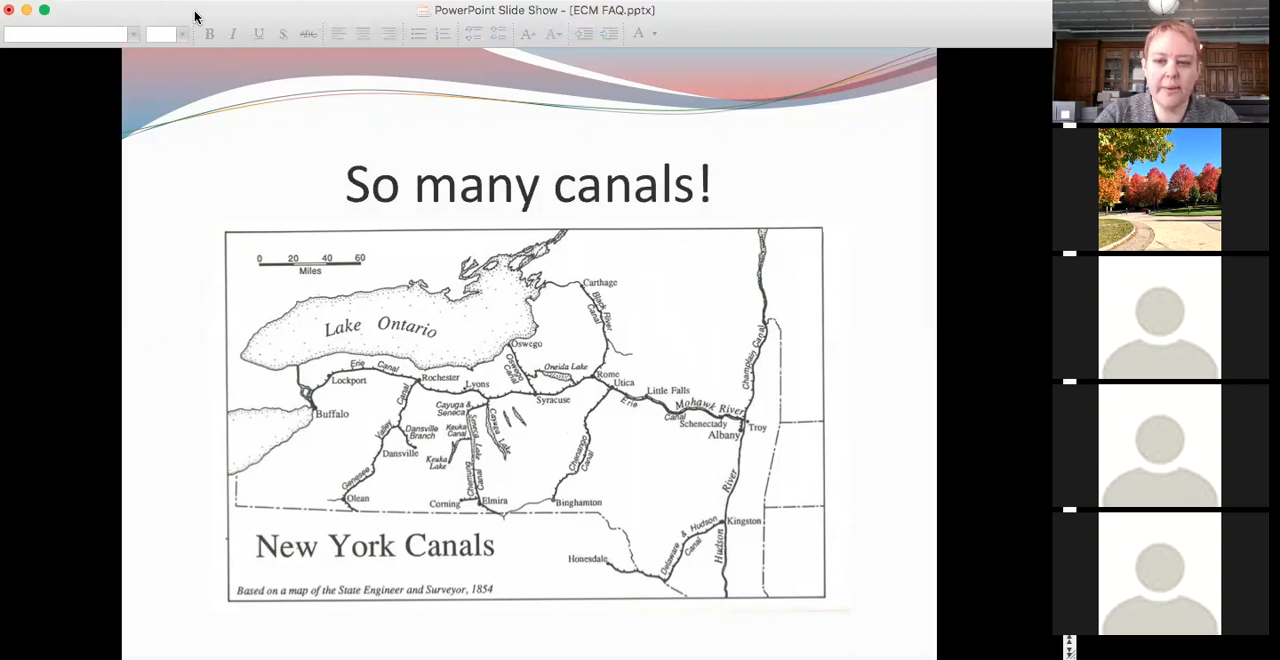 PowerPoint Slide Show - [ECM FAQ.pptx]
B I U S ABC A A A
So many canals!
0 20 40 60
Miles
Lake Ontario
Carthage
Black River
Canal
Oswego
Oswego
Canal
Oneida Lake
Rome
Utica
Erie Canal
Lockport
Rochester
Lyons
Syracuse
Little Falls
Erie
Canal
Mohawk River
Schenectady
Albany
Troy
Champlain Canal
Buffalo
Genesee
Valley
Canal
Dansville
Branch
Dansville
Cayuga &
Seneca
Keuka
Canal
Keuka
Lake
Seneca Lake
Cayuga Lake
Chemung
Canal
Chenango
Canal
Olean
Corning
Elmira
Binghamton
Hudson
River
Kingston
Delaware & Hudson
Canal
Honesdale
New York Canals
Based on a map of the State Engineer and Surveyor, 1854